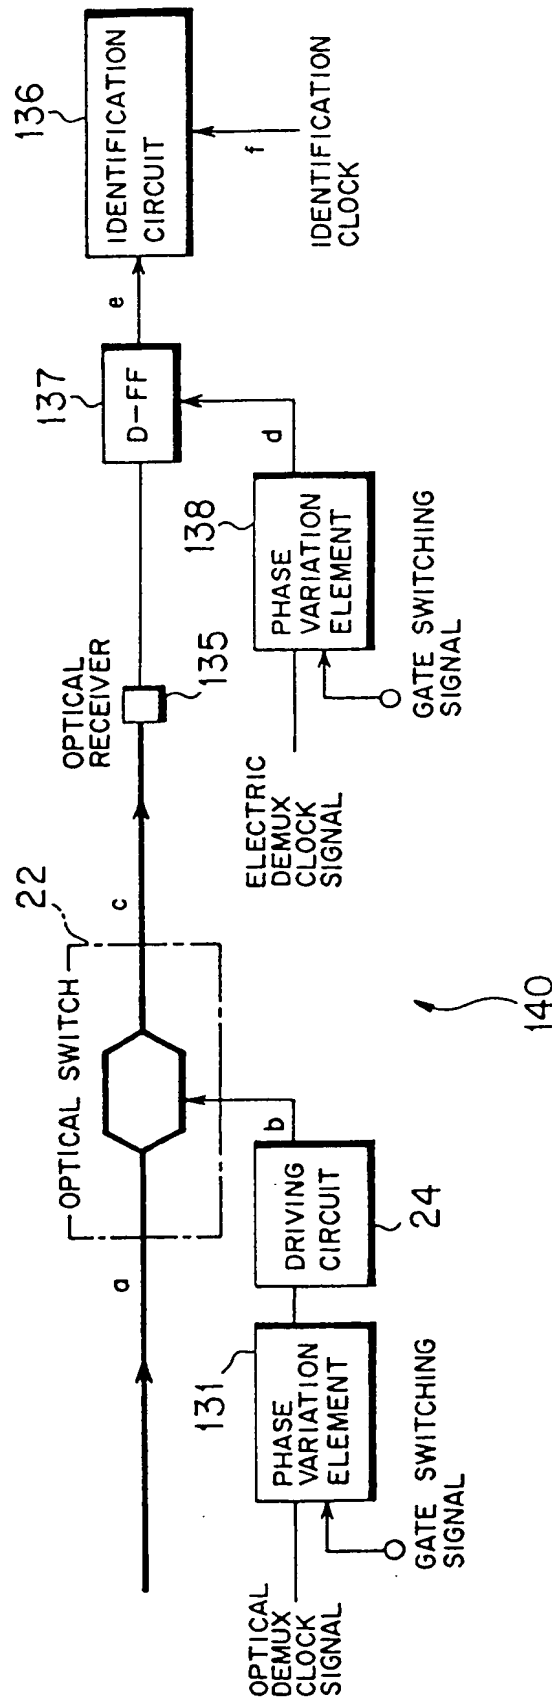 OPTICAL SWITCH
22
a
b
c
131
PHASE
VARIATION
ELEMENT
DRIVING
CIRCUIT
24
OPTICAL
DEMUX
CLOCK
SIGNAL
GATE SWITCHING
SIGNAL
OPTICAL
RECEIVER
135
137
D-FF
e
136
IDENTIFICATION
CIRCUIT
f
IDENTIFICATION
CLOCK
d
138
PHASE
VARIATION
ELEMENT
ELECTRIC
DEMUX
CLOCK
SIGNAL
GATE SWITCHING
SIGNAL
140